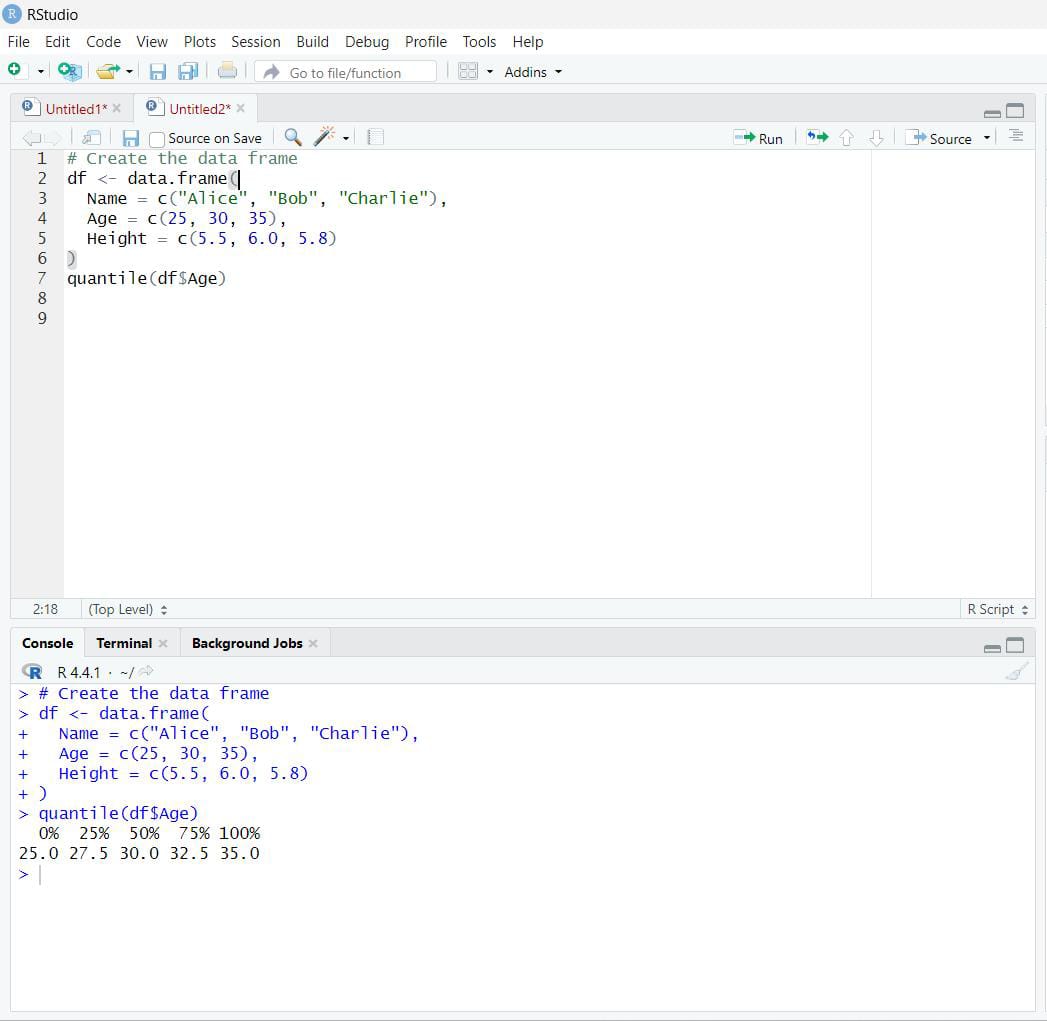 R RStudio
File Edit Code View Plots Session Build Debug Profile Tools Help
Go to file/function Addins
Untitled1* Untitled2*
Source on Save Run Source
1 # Create the data frame
2 df <- data.frame(
3   Name = c("Alice", "Bob", "Charlie"),
4   Age = c(25, 30, 35),
5   Height = c(5.5, 6.0, 5.8)
6 )
7 quantile(df$Age)
8
9
2:18 (Top Level) R Script
Console Terminal Background Jobs
R R 4.4.1 · ~/
> # Create the data frame
> df <- data.frame(
+   Name = c("Alice", "Bob", "Charlie"),
+   Age = c(25, 30, 35),
+   Height = c(5.5, 6.0, 5.8)
+ )
> quantile(df$Age)
  0%  25%  50%  75% 100%
25.0 27.5 30.0 32.5 35.0
>